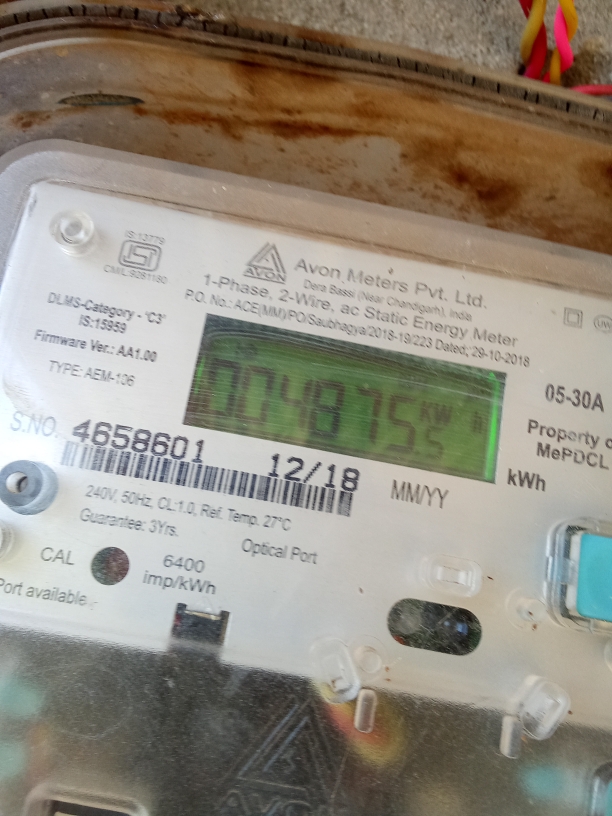 IS:13779
CM/L:9281180
AVON
Avon Meters Pvt. Ltd.
Dera Bassi (Near Chandigarh), India
1-Phase, 2-Wire, ac Static Energy Meter
P.O. No.: ACE(MM)/PO/Saubhagya/2018-19/223 Dated:,29-10-2018
DLMS-Category - 'C3'
IS:15959
Firmware Ver.: AA1.00
TYPE: AEM-106
004875.5 kW h
05-30A
Property
MePDCL
kWh
S.NO.
4658601 12/18
MM/YY
240V, 50Hz, CL:1.0, Ref. Temp. 27°C
Guarantee: 3Yrs.
Optical Port
CAL
6400
imp/kWh
Port available
AVON